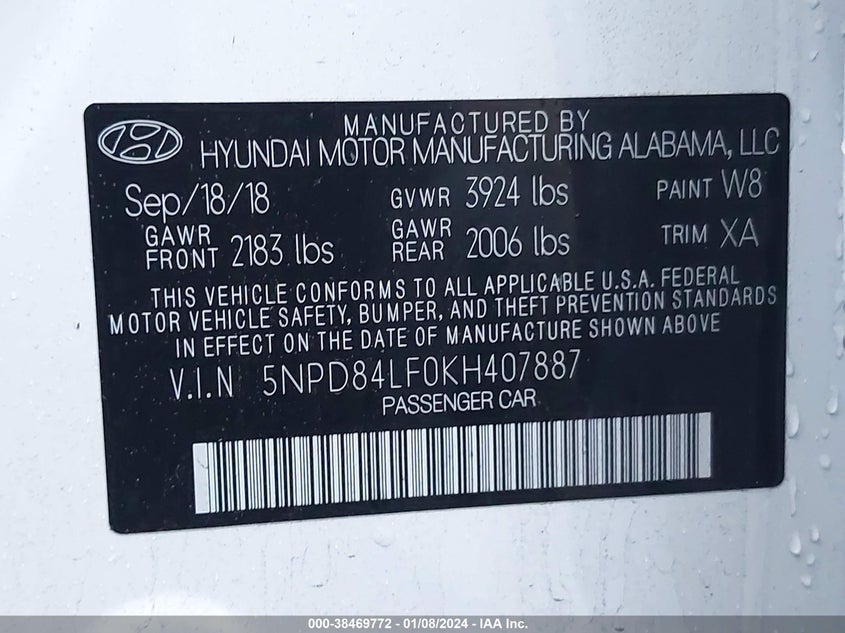 MANUFACTURED BY
HYUNDAI MOTOR MANUFACTURING ALABAMA, LLC
Sep/18/18 GVWR 3924 lbs PAINT W8
GAWR FRONT 2183 lbs GAWR REAR 2006 lbs TRIM XA
THIS VEHICLE CONFORMS TO ALL APPLICABLE U.S.A. FEDERAL
MOTOR VEHICLE SAFETY, BUMPER, AND THEFT PREVENTION STANDARDS
IN EFFECT ON THE DATE OF MANUFACTURE SHOWN ABOVE
V.I.N 5NPD84LF0KH407887
PASSENGER CAR
000-38469772 - 01/08/2024 - IAA Inc.